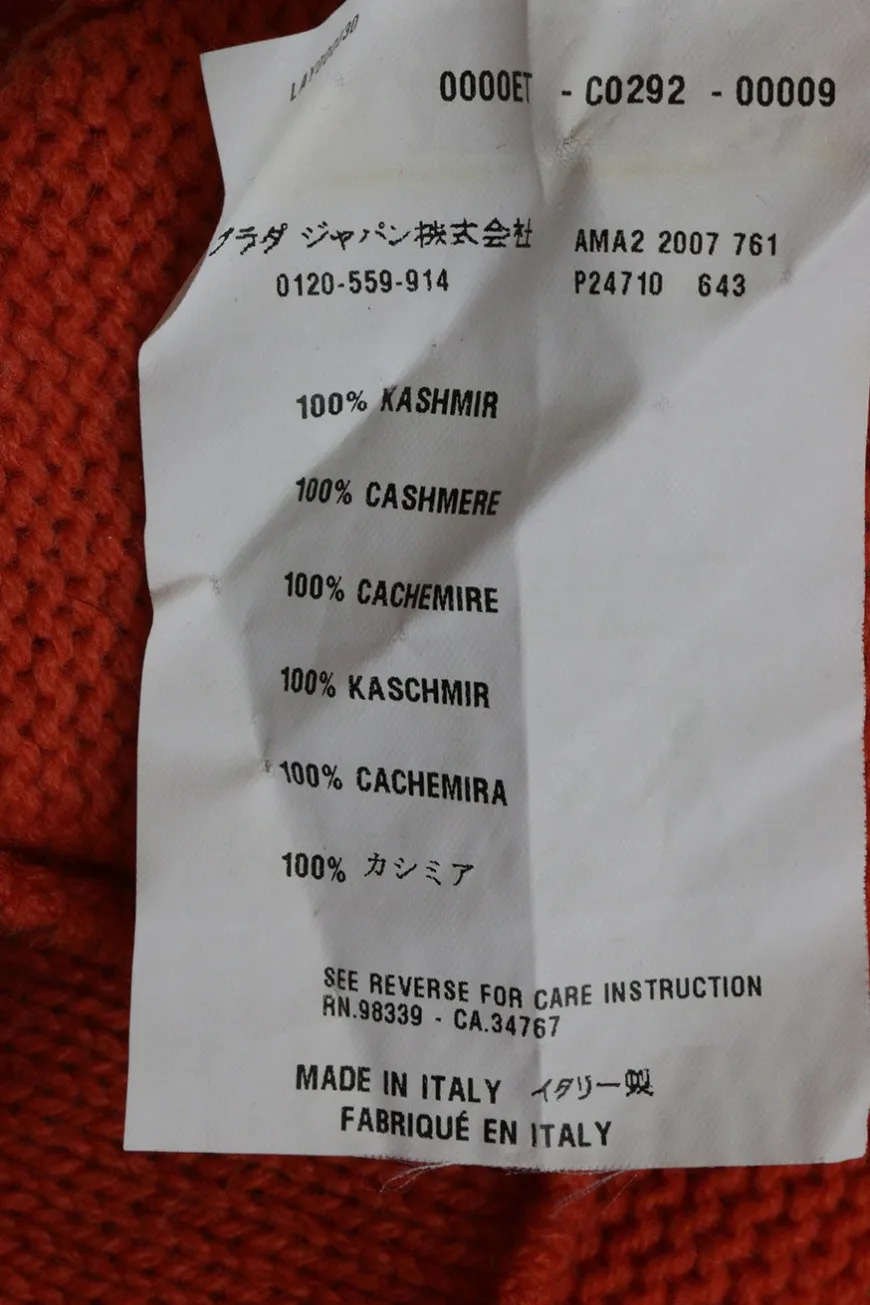 0000ET - C0292 - 00009
プラダ ジャパン株式会社
0120-559-914
AMA2 2007 761
P24710 643
100% KASHMIR
100% CASHMERE
100% CACHEMIRE
100% KASCHMIR
100% CACHEMIRA
100% カシミア
SEE REVERSE FOR CARE INSTRUCTION
RN.98339 - CA.34767
MADE IN ITALY イタリー製
FABRIQUÉ EN ITALY